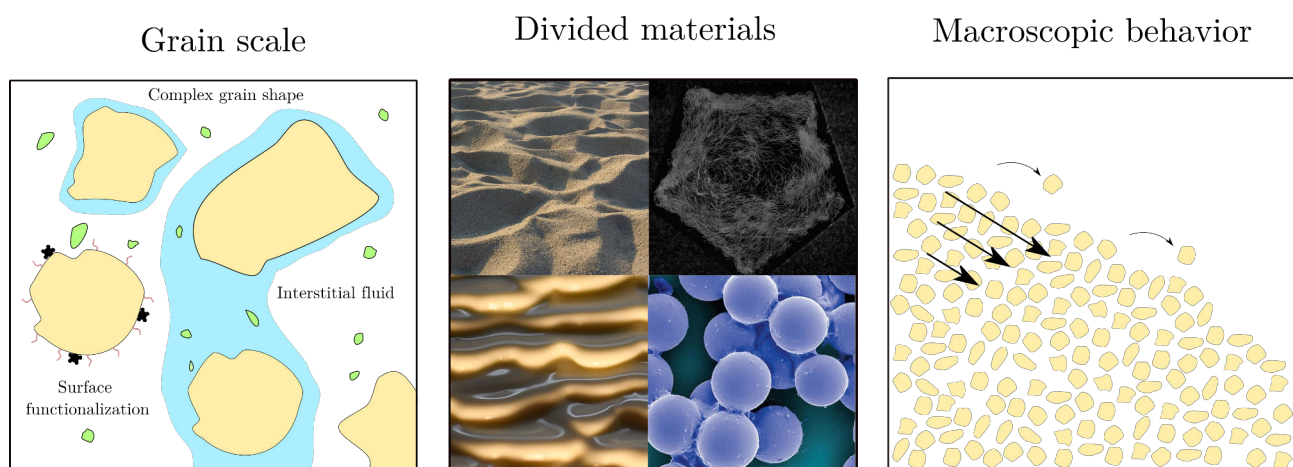 Grain scale
Divided materials
Macroscopic behavior
Complex grain shape
Interstitial fluid
Surface
functionalization